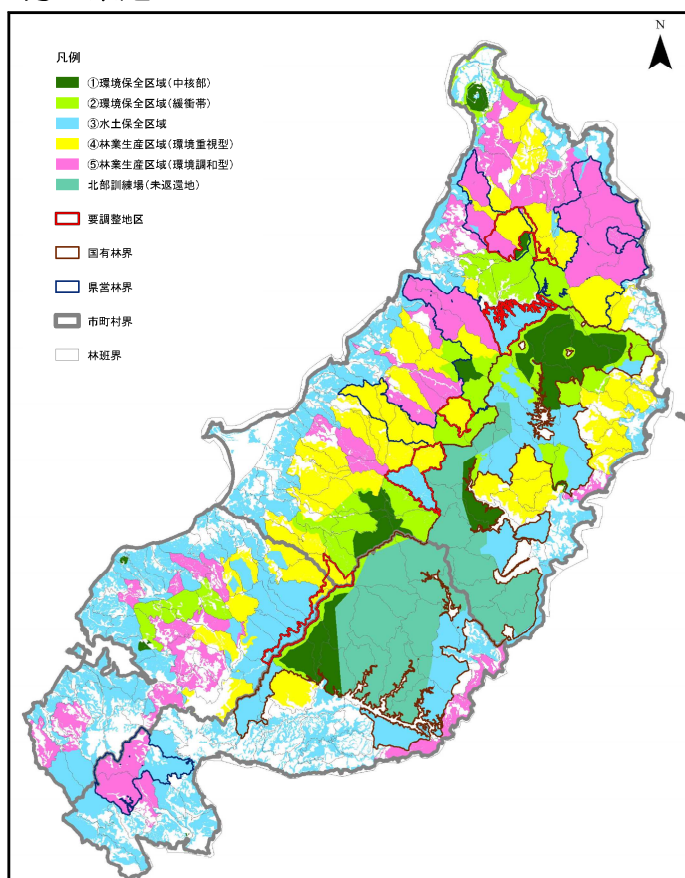 N
凡例
①環境保全区域(中核部)
②環境保全区域(緩衝帯)
③水土保全区域
④林業生産区域(環境重視型)
⑤林業生産区域(環境調和型)
北部訓練場(未返還地)
要調整地区
国有林界
県営林界
市町村界
林班界